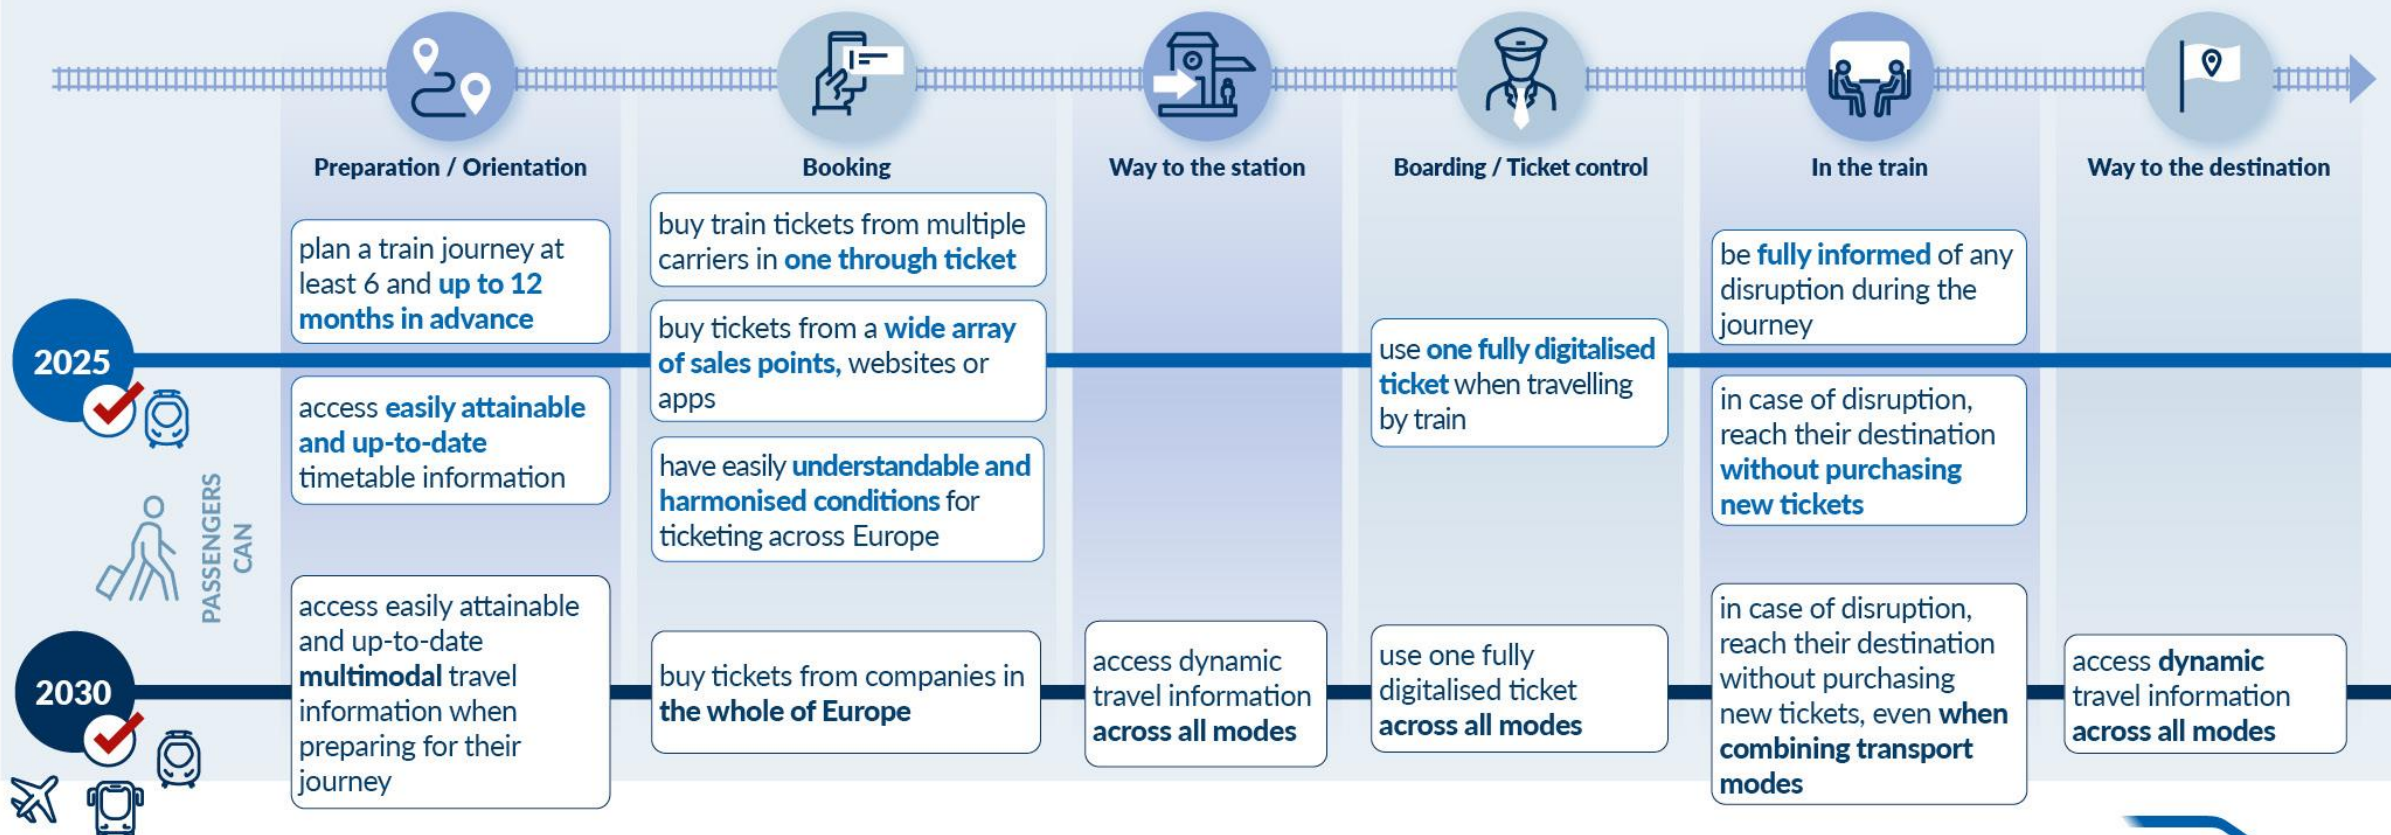 Preparation / Orientation
Booking
Way to the station
Boarding / Ticket control
In the train
Way to the destination
2025
plan a train journey at
least 6 and up to 12
months in advance
access easily attainable
and up-to-date
timetable information
buy train tickets from multiple
carriers in one through ticket
buy tickets from a wide array
of sales points, websites or
apps
have easily understandable and
harmonised conditions for
ticketing across Europe
use one fully digitalised
ticket when travelling
by train
be fully informed of any
disruption during the
journey
in case of disruption,
reach their destination
without purchasing
new tickets
PASSENGERS
CAN
2030
access easily attainable
and up-to-date
multimodal travel
information when
preparing for their
journey
buy tickets from companies in
the whole of Europe
access dynamic
travel information
across all modes
use one fully
digitalised ticket
across all modes
in case of disruption,
reach their destination
without purchasing
new tickets, even when
combining transport
modes
access dynamic
travel information
across all modes